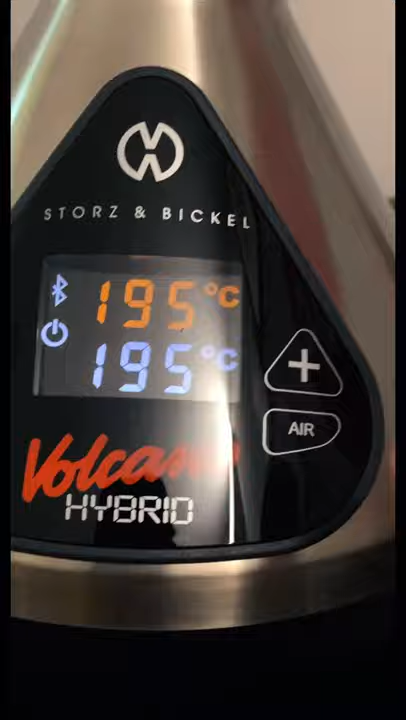 STORZ & BICKEL
195°C
195°C
+
AIR
Volcano
HYBRID